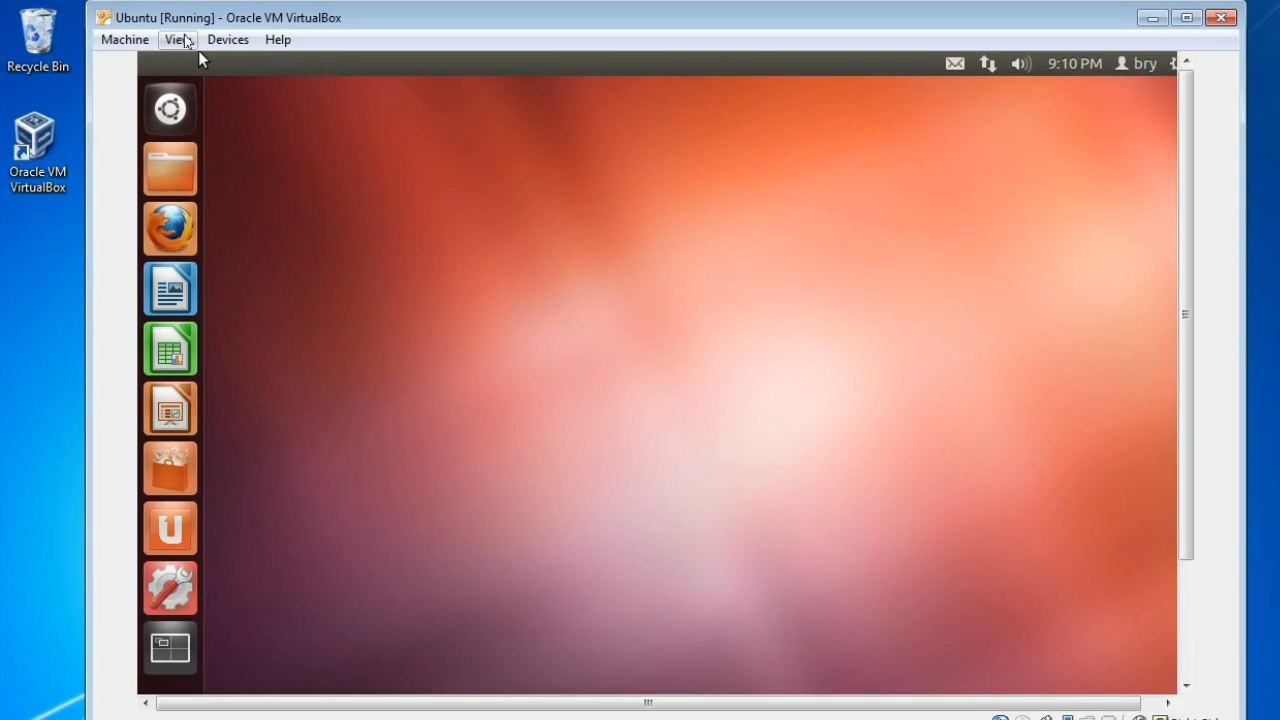 Ubuntu [Running] - Oracle VM VirtualBox
Machine View Devices Help
9:10 PM bry
Recycle Bin
Oracle VM
VirtualBox